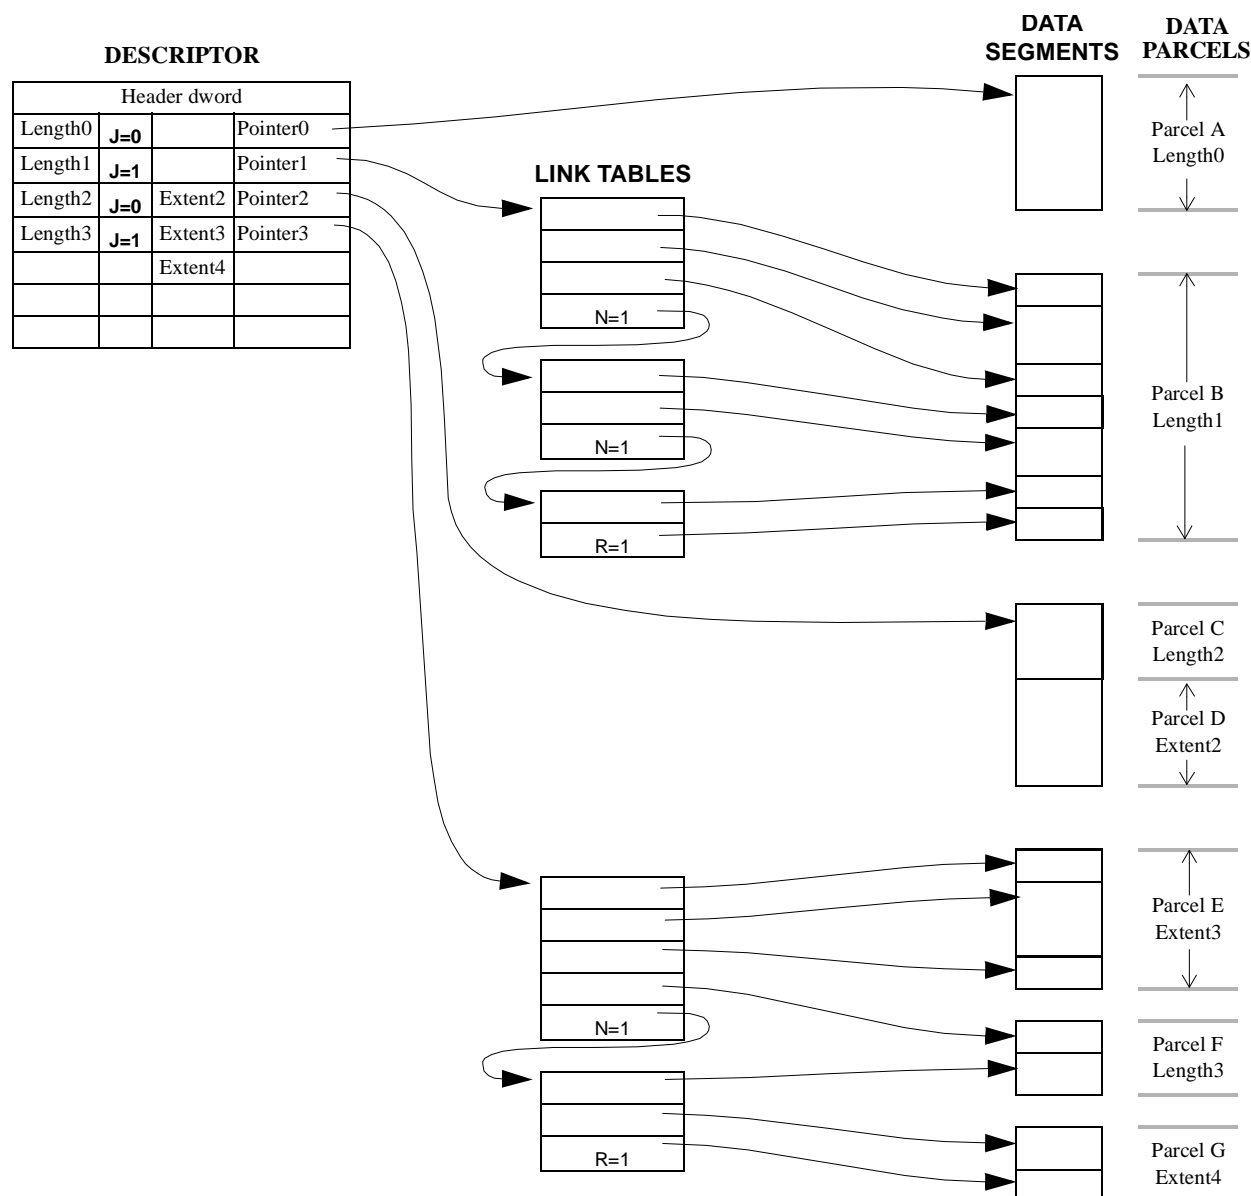 DESCRIPTOR
Header dword
Length0 J=0 Pointer0
Length1 J=1 Pointer1
Length2 J=0 Extent2 Pointer2
Length3 J=1 Extent3 Pointer3
Extent4
LINK TABLES
N=1
N=1
R=1
N=1
R=1
DATA
SEGMENTS
DATA
PARCELS
Parcel A
Length0
Parcel B
Length1
Parcel C
Length2
Parcel D
Extent2
Parcel E
Extent3
Parcel F
Length3
Parcel G
Extent4